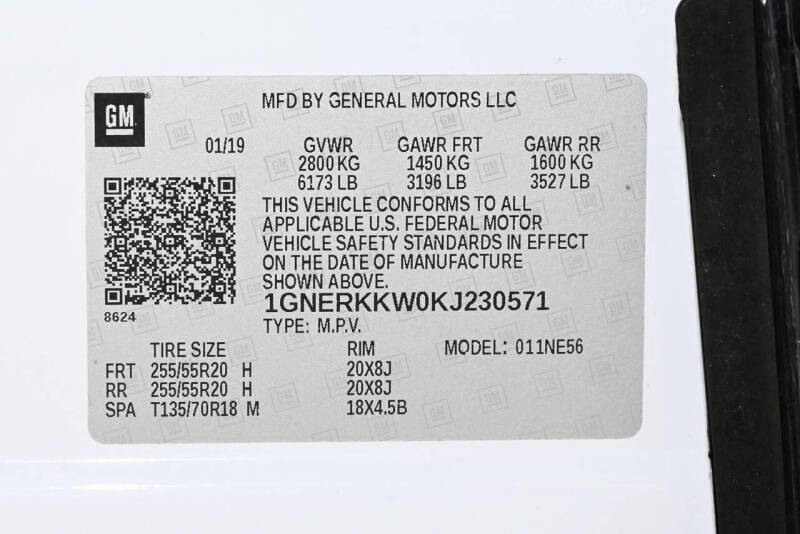 GM ®
MFD BY GENERAL MOTORS LLC
01/19 GVWR GAWR FRT GAWR RR
2800 KG 1450 KG 1600 KG
6173 LB 3196 LB 3527 LB
THIS VEHICLE CONFORMS TO ALL
APPLICABLE U.S. FEDERAL MOTOR
VEHICLE SAFETY STANDARDS IN EFFECT
ON THE DATE OF MANUFACTURE
SHOWN ABOVE.
8624
1GNERKKW0KJ230571
TYPE: M.P.V.
TIRE SIZE RIM MODEL: 011NE56
FRT 255/55R20 H 20X8J
RR 255/55R20 H 20X8J
SPA T135/70R18 M 18X4.5B